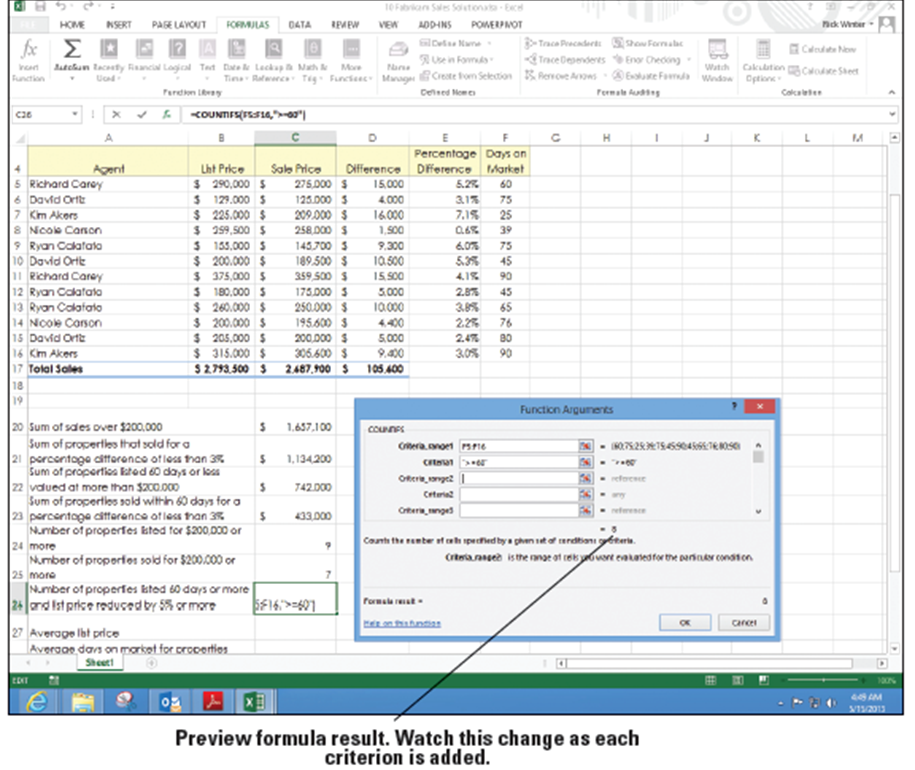 10 Fabrikam Sales Solution.xlsx - Excel
HOME INSERT PAGE LAYOUT FORMULAS DATA REVIEW VIEW ADD-INS POWERPIVOT Rick Winter
Insert Function
AutoSum Recently Used Financial Logical Text Date & Time Lookup & Reference Math & Trig More Functions
Function Library
Name Manager
Define Name
Use in Formula
Create from Selection
Defined Names
Trace Precedents
Trace Dependents
Remove Arrows
Show Formulas
Error Checking
Evaluate Formula
Formula Auditing
Watch Window
Calculation Options
Calculate Now
Calculate Sheet
Calculation
C26 fx =COUNTIFS(F5:F16,">=60")
A B C D E F G H I J K L M
4 Agent List Price Sale Price Difference Percentage Difference Days on Market
5 Richard Carey $ 290,000 $ 275,000 $ 15,000 5.2% 60
6 David Ortiz $ 129,000 $ 125,000 $ 4,000 3.1% 75
7 Kim Akers $ 225,000 $ 209,000 $ 16,000 7.1% 25
8 Nicole Carson $ 259,500 $ 258,000 $ 1,500 0.6% 39
9 Ryan Calafato $ 155,000 $ 145,700 $ 9,300 6.0% 75
10 David Ortiz $ 200,000 $ 189,500 $ 10,500 5.3% 45
11 Richard Carey $ 375,000 $ 359,500 $ 15,500 4.1% 90
12 Ryan Calafato $ 180,000 $ 175,000 $ 5,000 2.8% 45
13 Ryan Calafato $ 260,000 $ 250,000 $ 10,000 3.8% 65
14 Nicole Carson $ 200,000 $ 195,600 $ 4,400 2.2% 76
15 David Ortiz $ 205,000 $ 200,000 $ 5,000 2.4% 80
16 Kim Akers $ 315,000 $ 305,600 $ 9,400 3.0% 90
17 Total Sales $ 2,793,500 $ 2,687,900 $ 105,600
18
19
20 Sum of sales over $200,000 $ 1,657,100
Sum of properties that sold for a
21 percentage difference of less than 3% $ 1,134,200
Sum of properties listed 60 days or less
22 valued at more than $200,000 $ 742,000
Sum of properties sold within 60 days for a
23 percentage difference of less than 3% $ 433,000
Number of properties listed for $200,000 or
24 more 9
Number of properties sold for $200,000 or
25 more 7
Number of properties listed 60 days or more
26 and list price reduced by 5% or more 5:F16,">=60")
27 Average list price
Average days on market for properties
Function Arguments ?
COUNTIFS
Criteria_range1 F5:F16 = {60;75;25;39;75;45;90;45;65;76;80;90}
Criteria1 ">=60" = ">=60"
Criteria_range2 = reference
Criteria2 = any
Criteria_range3 = reference
= 8
Counts the number of cells specified by a given set of conditions or criteria.
Criteria_range2: is the range of cells you want evaluated for the particular condition.
Formula result = 8
Help on this function OK Cancel
Sheet1
EDIT 100%
4:49 AM
5/15/2013
Preview formula result. Watch this change as each
criterion is added.